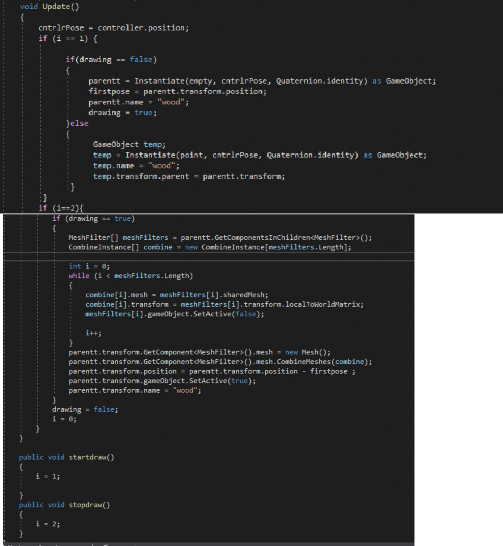 void Update()
{
cntrlrPose = controller.position;
if (i == 1) {
if(drawing == false)
{
parentt = Instantiate(empty, cntrlrPose, Quaternion.identity) as GameObject;
firstpose = parentt.transform.position;
parentt.name = "wood";
drawing = true;
}else
{
GameObject temp;
temp = Instantiate(point, cntrlrPose, Quaternion.identity) as GameObject;
temp.name = "wood";
temp.transform.parent = parentt.transform;
}
}
if (i==2){
if (drawing == true)
{
MeshFilter[] meshFilters = parentt.GetComponentsInChildren<MeshFilter>();
CombineInstance[] combine = new CombineInstance[meshFilters.Length];
int i = 0;
while (i < meshFilters.Length)
{
combine[i].mesh = meshFilters[i].sharedMesh;
combine[i].transform = meshFilters[i].transform.localToWorldMatrix;
meshFilters[i].gameObject.SetActive(false);
i++;
}
parentt.transform.GetComponent<MeshFilter>().mesh = new Mesh();
parentt.transform.GetComponent<MeshFilter>().mesh.CombineMeshes(combine);
parentt.transform.position = parentt.transform.position - firstpose ;
parentt.transform.gameObject.SetActive(true);
parentt.transform.name = "wood";
}
drawing = false;
i = 0;
}
}
public void startdraw()
{
i = 1;
}
public void stopdraw()
{
i = 2;
}